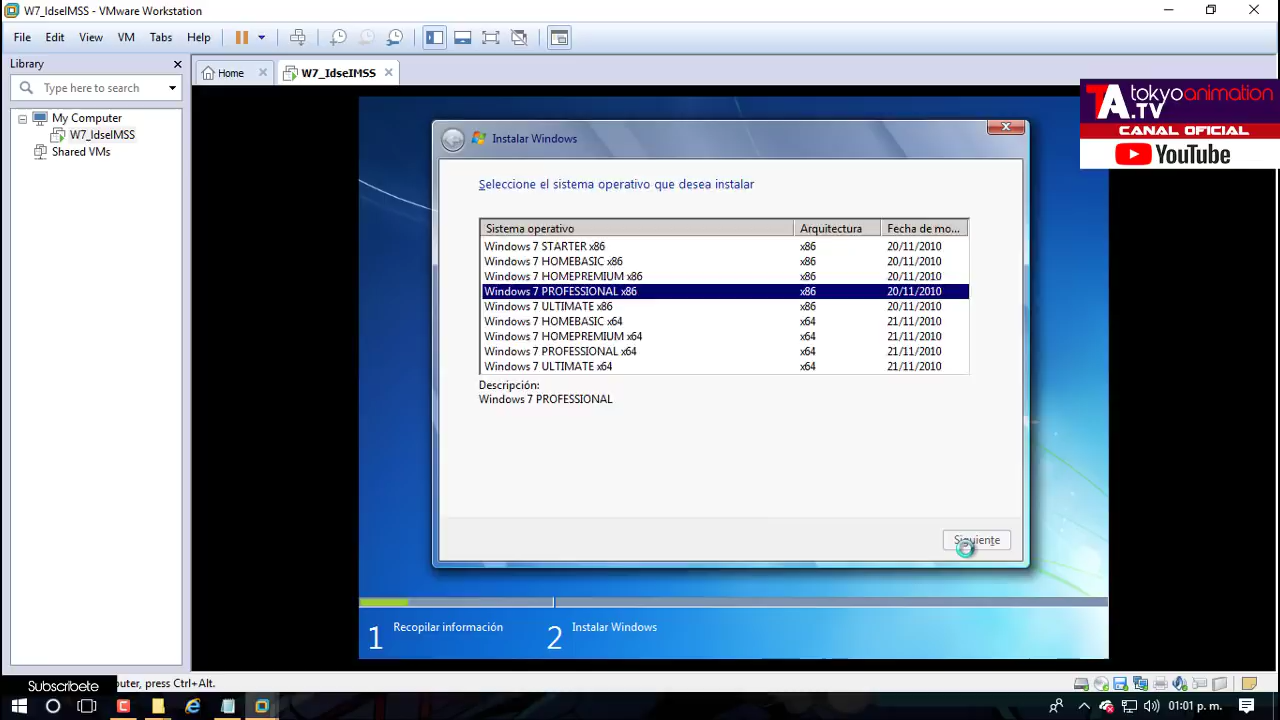 W7_IdseIMSS - VMware Workstation
File Edit View VM Tabs Help
Library
Home
W7_IdseIMSS
Type here to search
My Computer
W7_IdseIMSS
Shared VMs
tokyoanimation
TA.TV
CANAL OFICIAL
YouTube
Instalar Windows
Seleccione el sistema operativo que desea instalar
Sistema operativo Arquitectura Fecha de mo...
Windows 7 STARTER x86 x86 20/11/2010
Windows 7 HOMEBASIC x86 x86 20/11/2010
Windows 7 HOMEPREMIUM x86 x86 20/11/2010
Windows 7 PROFESSIONAL x86 x86 20/11/2010
Windows 7 ULTIMATE x86 x86 20/11/2010
Windows 7 HOMEBASIC x64 x64 21/11/2010
Windows 7 HOMEPREMIUM x64 x64 21/11/2010
Windows 7 PROFESSIONAL x64 x64 21/11/2010
Windows 7 ULTIMATE x64 x64 21/11/2010
Descripción:
Windows 7 PROFESSIONAL
Siguiente
1 Recopilar información 2 Instalar Windows
Subscribete
puter, press Ctrl+Alt.
01:01 p. m.